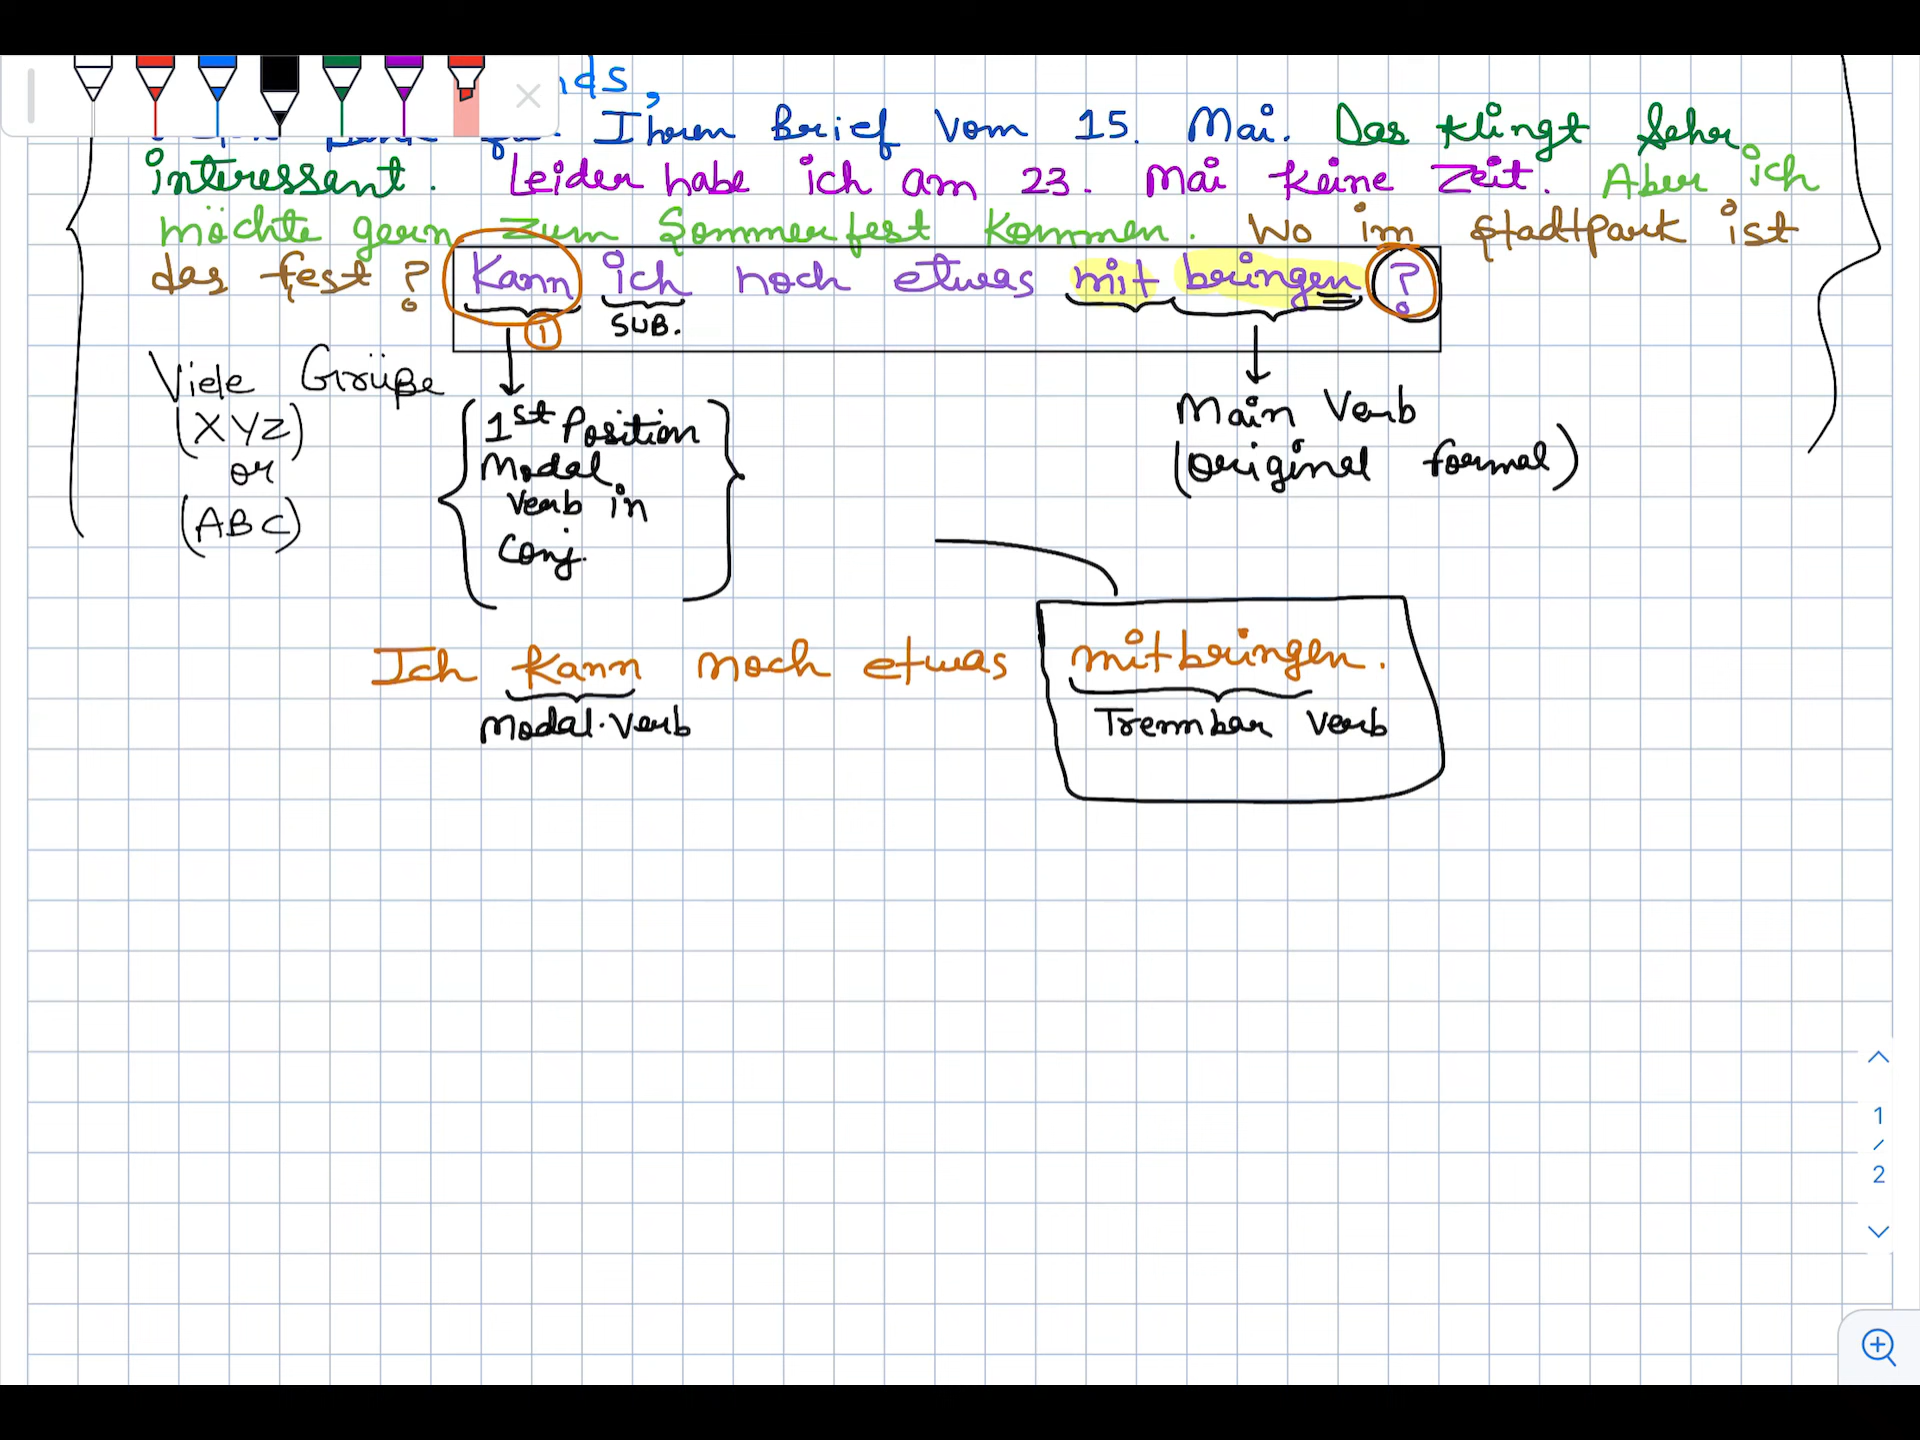 nds,
Ihren Brief vom 15. Mai. Das klingt sehr
interessant. Leider habe ich am 23. Mai keine Zeit. Aber ich
möchte gern zum Sommerfest kommen. Wo im Stadtpark ist
das Fest? Kann ich noch etwas mit bringen?
1
SUB.
Viele Grüße
(XYZ)
or
(ABC)
1st Position
Modal
Verb in
Conj.
Main Verb
(original formal)
Ich kann noch etwas mitbringen.
Modal.Verb
Trennbar Verb
1
/
2